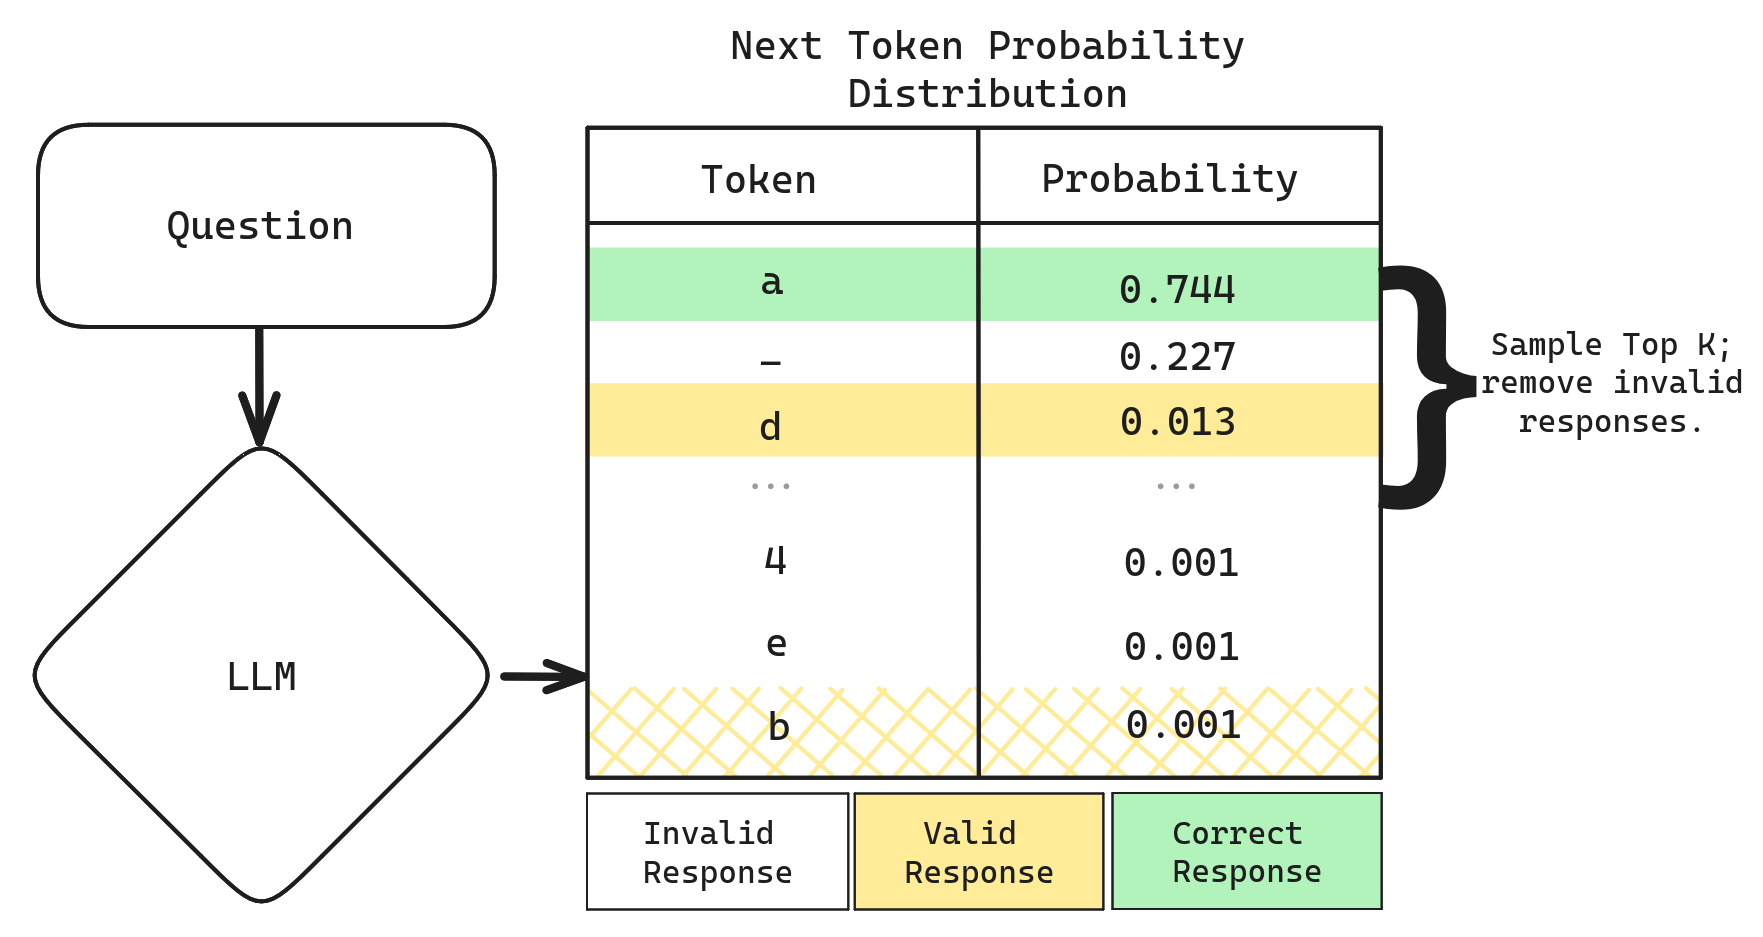 Next Token Probability
Distribution
Question
Token Probability
a 0.744
– 0.227
d 0.013
... ...
Sample Top K;
remove invalid
responses.
4 0.001
e 0.001
LLM
b 0.001
Invalid
Response
Valid
Response
Correct
Response